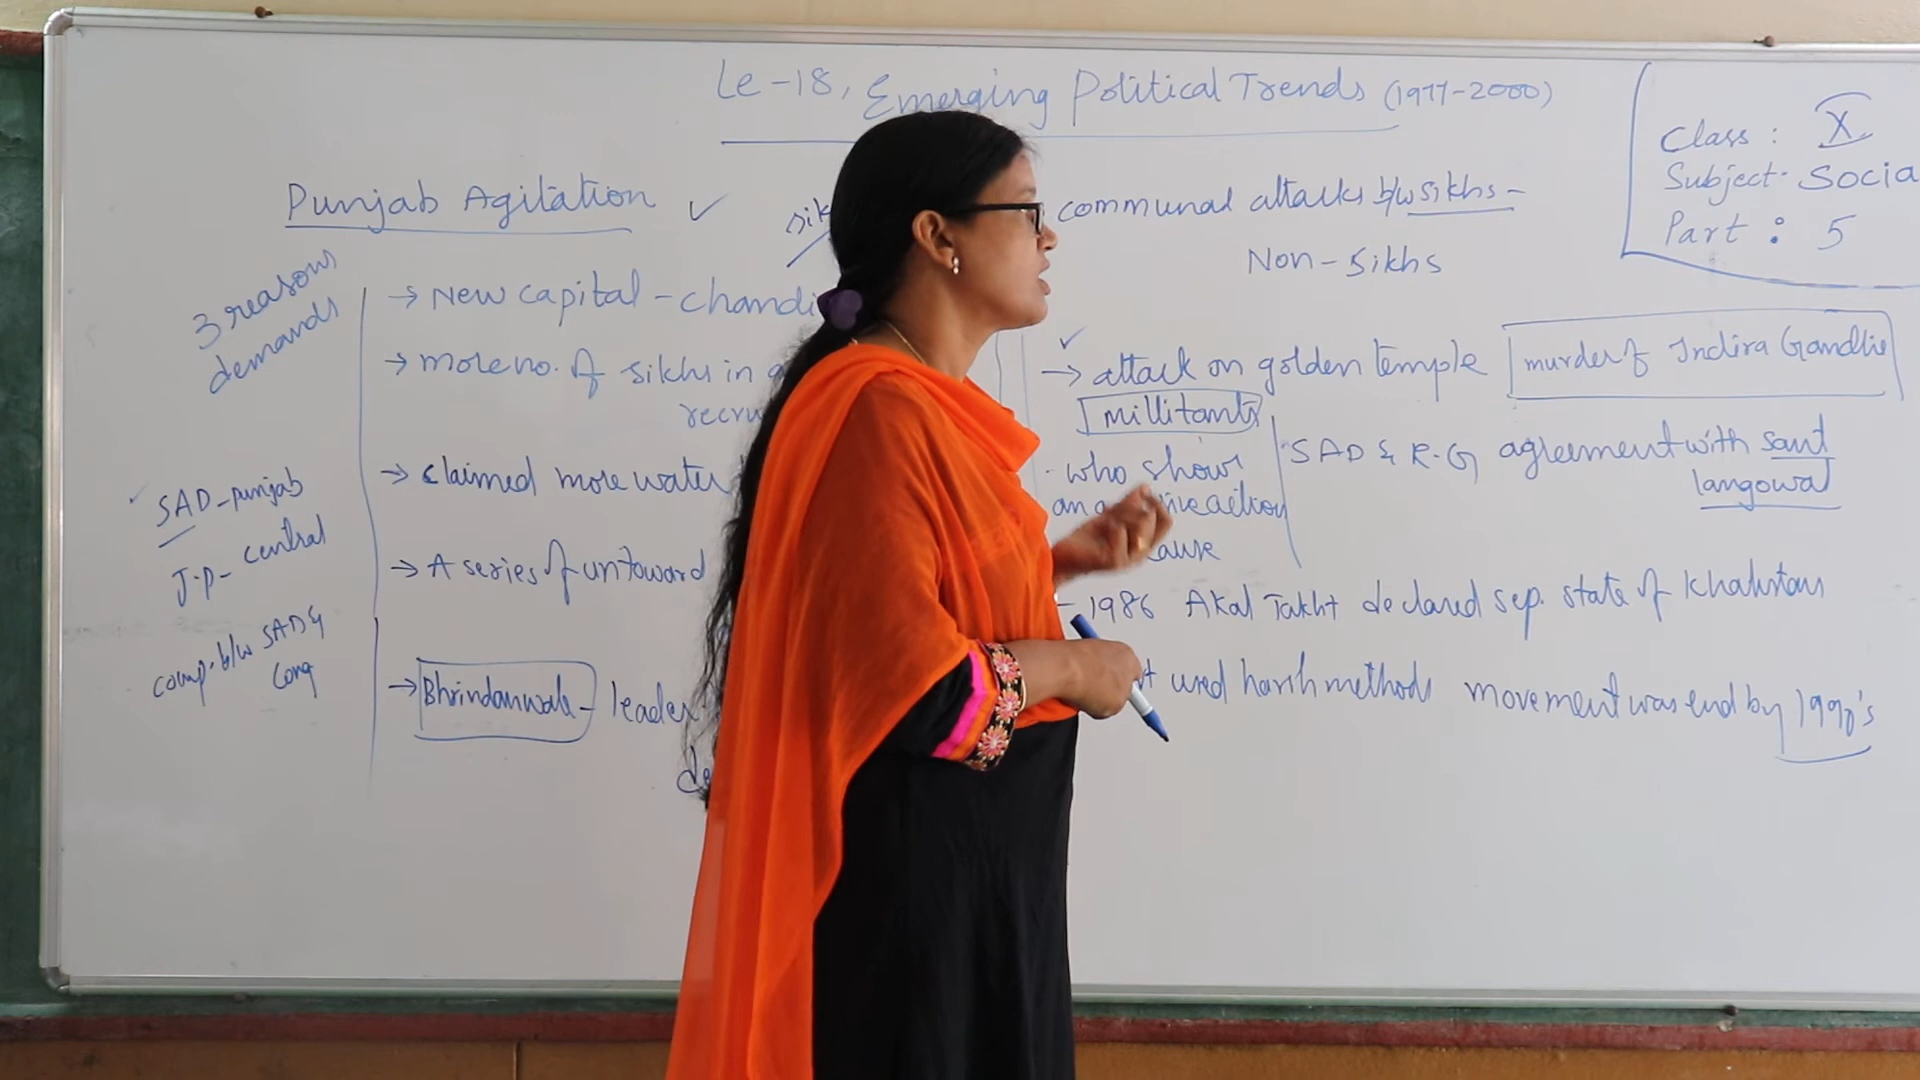 Le-18, Emerging Political Trends (1977-2000)
Class : X
Subject- Socia
Part : 5
Punjab Agitation ✓
3 reasons
demands
→ New capital - chandi
→ more no. of sikhs in
recru
→ claimed more water
→ A series of untoward
→ Bhrindanwale - leader
SAD-punjab
J.P- central
comp. b/w SAD &
Cong
sik
communal attacks b/w sikhs-
Non-Sikhs
→ attack on golden temple
murder of Indira Gandhi
millitants
who show
SAD & R.G agreement with sant
langowal
- 1986 Akal Takht declared sep. state of Khalistan
used harsh methods movement was end by 1990's